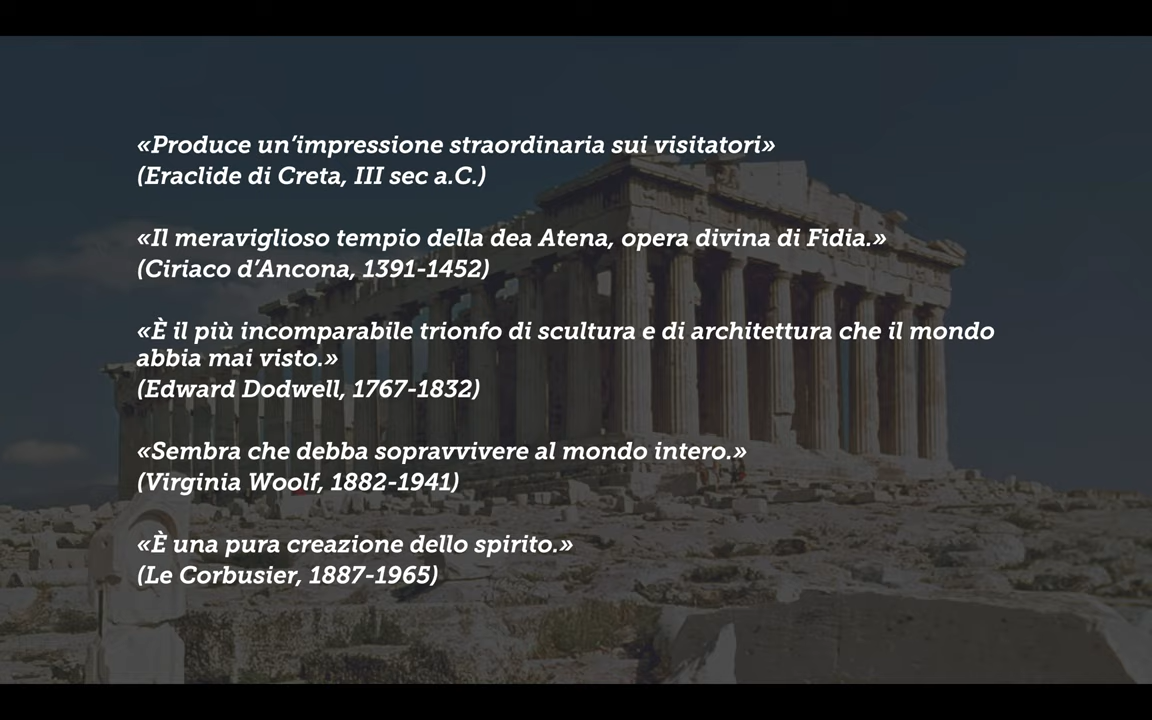 «Produce un’impressione straordinaria sui visitatori»
(Eraclide di Creta, III sec a.C.)
«Il meraviglioso tempio della dea Atena, opera divina di Fidia.»
(Ciriaco d’Ancona, 1391-1452)
«È il più incomparabile trionfo di scultura e di architettura che il mondo
abbia mai visto.»
(Edward Dodwell, 1767-1832)
«Sembra che debba sopravvivere al mondo intero.»
(Virginia Woolf, 1882-1941)
«È una pura creazione dello spirito.»
(Le Corbusier, 1887-1965)